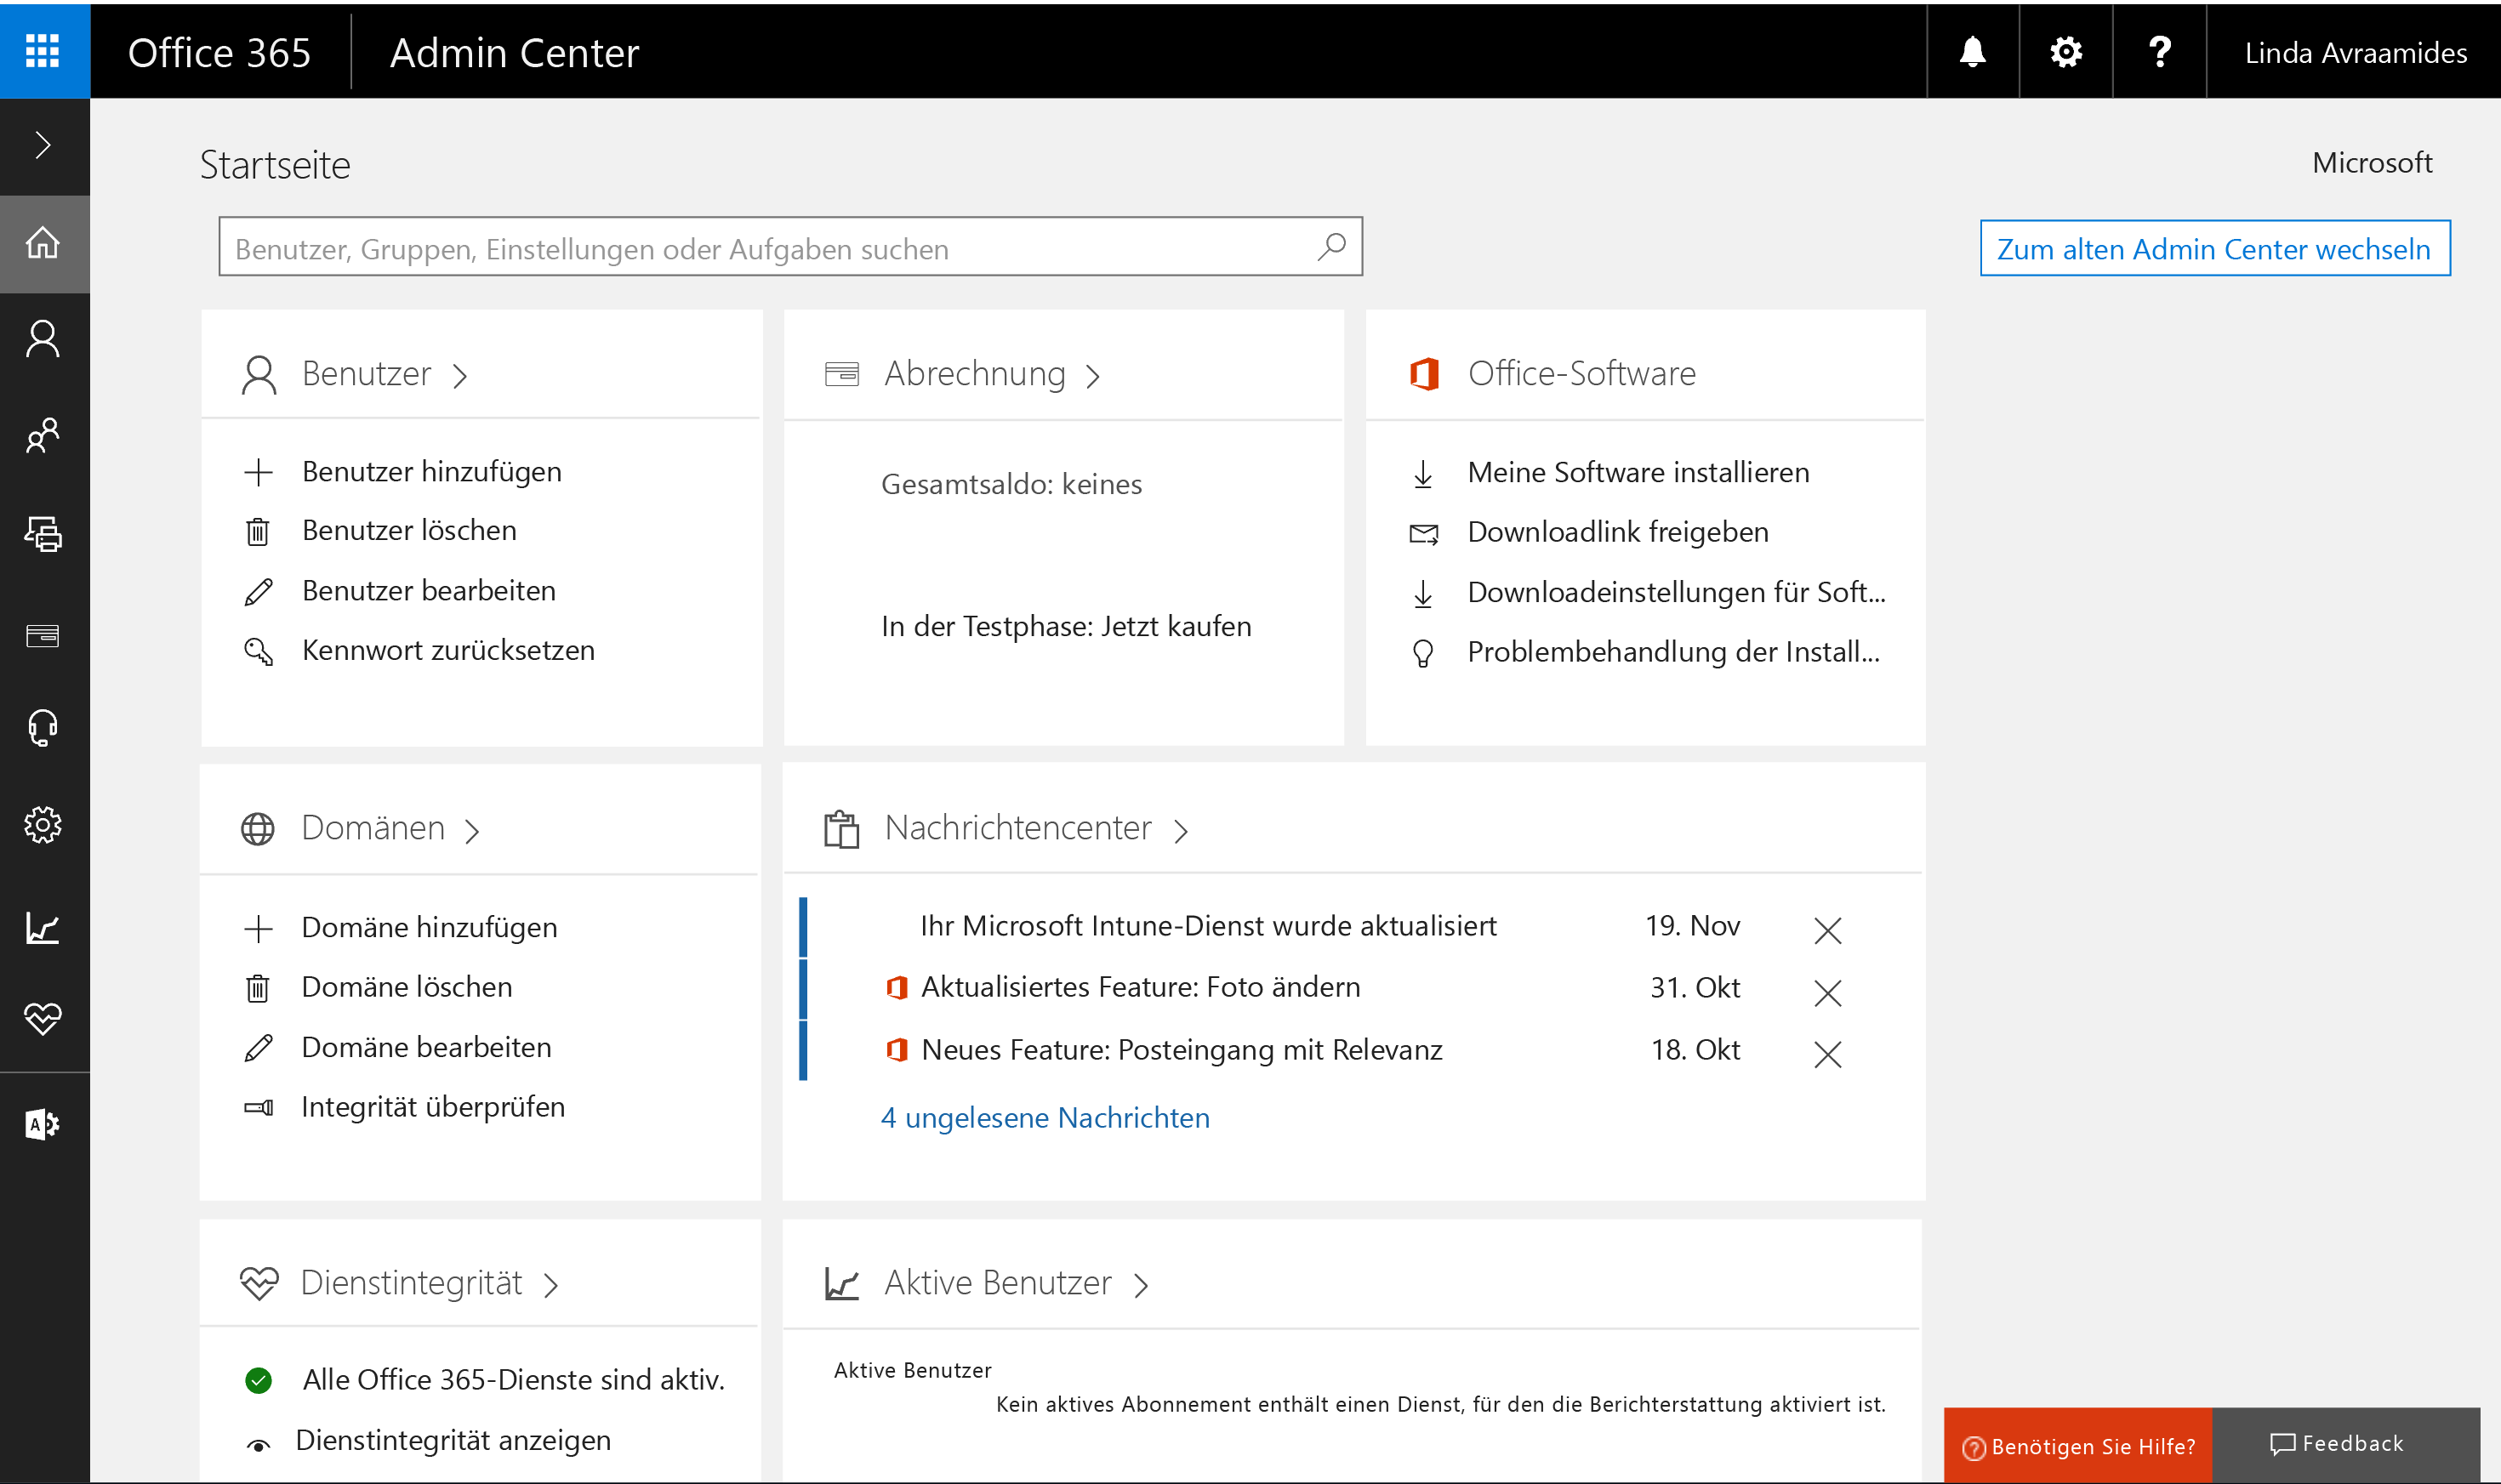 Office 365
Admin Center
Linda Avraamides
Startseite
Microsoft
Benutzer, Gruppen, Einstellungen oder Aufgaben suchen
Zum alten Admin Center wechseln
Benutzer
Benutzer hinzufügen
Benutzer löschen
Benutzer bearbeiten
Kennwort zurücksetzen
Abrechnung
Gesamtsaldo: keines
In der Testphase: Jetzt kaufen
Office-Software
Meine Software installieren
Downloadlink freigeben
Downloadeinstellungen für Soft...
Problembehandlung der Install...
Domänen
Domäne hinzufügen
Domäne löschen
Domäne bearbeiten
Integrität überprüfen
Nachrichtencenter
Ihr Microsoft Intune-Dienst wurde aktualisiert 19. Nov
Aktualisiertes Feature: Foto ändern 31. Okt
Neues Feature: Posteingang mit Relevanz 18. Okt
4 ungelesene Nachrichten
Dienstintegrität
Alle Office 365-Dienste sind aktiv.
Dienstintegrität anzeigen
Aktive Benutzer
Aktive Benutzer
Kein aktives Abonnement enthält einen Dienst, für den die Berichterstattung aktiviert ist.
Benötigen Sie Hilfe?
Feedback